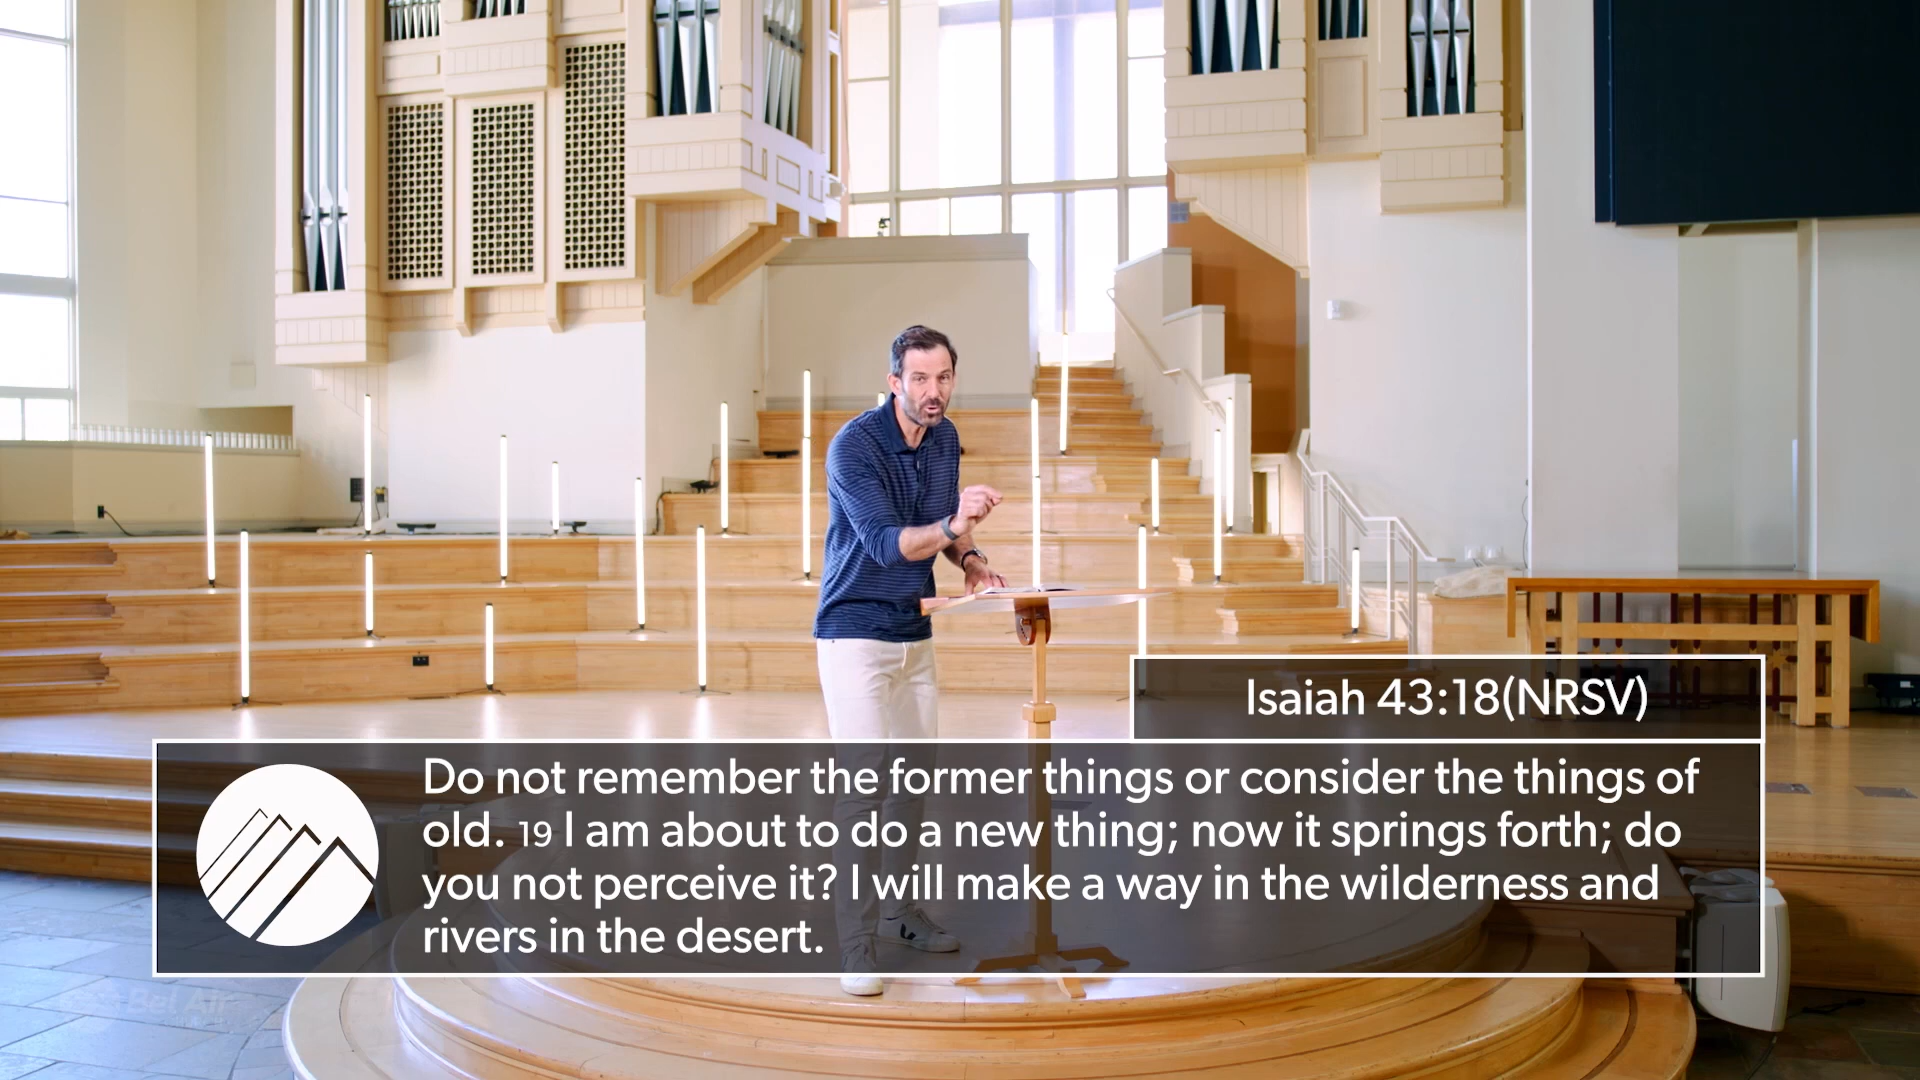 Isaiah 43:18(NRSV)
Do not remember the former things or consider the things of
old. 19 I am about to do a new thing; now it springs forth; do
you not perceive it? I will make a way in the wilderness and
rivers in the desert.
Bel Air